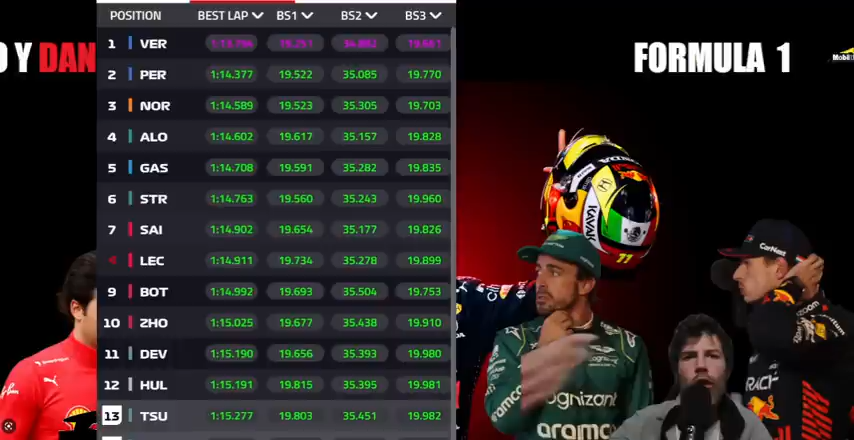 POSITION BEST LAP BS1 BS2 BS3
1 VER
2 PER 1:14.377 19.522 35.085 19.770
3 NOR 1:14.589 19.523 35.305 19.703
4 ALO 1:14.602 19.617 35.157 19.828
5 GAS 1:14.708 19.591 35.282 19.835
6 STR 1:14.763 19.560 35.243 19.960
7 SAI 1:14.902 19.654 35.177 19.826
LEC 1:14.911 19.734 35.278 19.899
9 BOT 1:14.992 19.693 35.504 19.753
10 ZHO 1:15.025 19.677 35.438 19.910
11 DEV 1:15.190 19.656 35.393 19.980
12 HUL 1:15.191 19.815 35.395 19.981
13 TSU 1:15.277 19.803 35.451 19.982
O Y DAN
FORMULA 1
HONDA
KAVAK
11
CarNext
cognizant
aramco